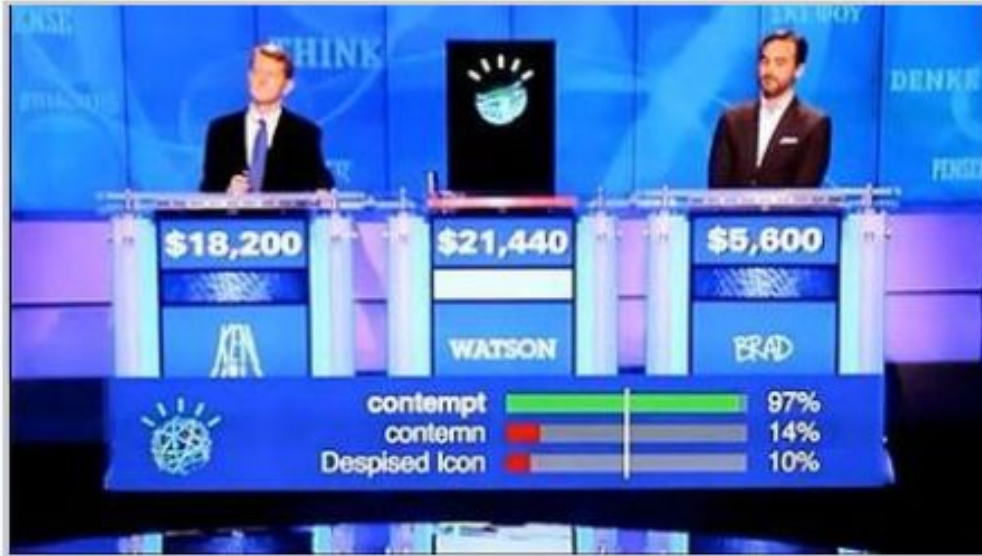 THINK
DENKE
$18,200
$21,440
$5,600
KEN
WATSON
BRAD
contempt 97%
contemn 14%
Despised Icon 10%